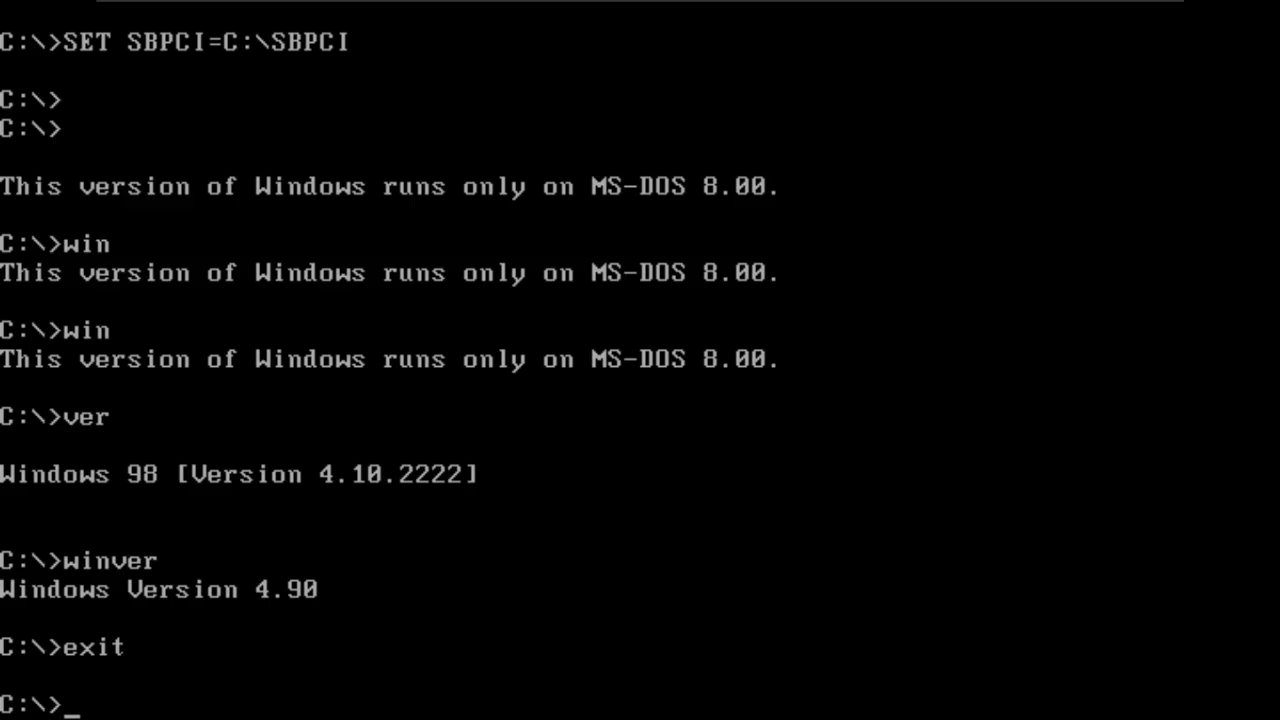 C:\>SET SBPCI=C:\SBPCI
C:\>
C:\>
This version of Windows runs only on MS-DOS 8.00.
C:\>win
This version of Windows runs only on MS-DOS 8.00.
C:\>win
This version of Windows runs only on MS-DOS 8.00.
C:\>ver
Windows 98 [Version 4.10.2222]
C:\>winver
Windows Version 4.90
C:\>exit
C:\>_